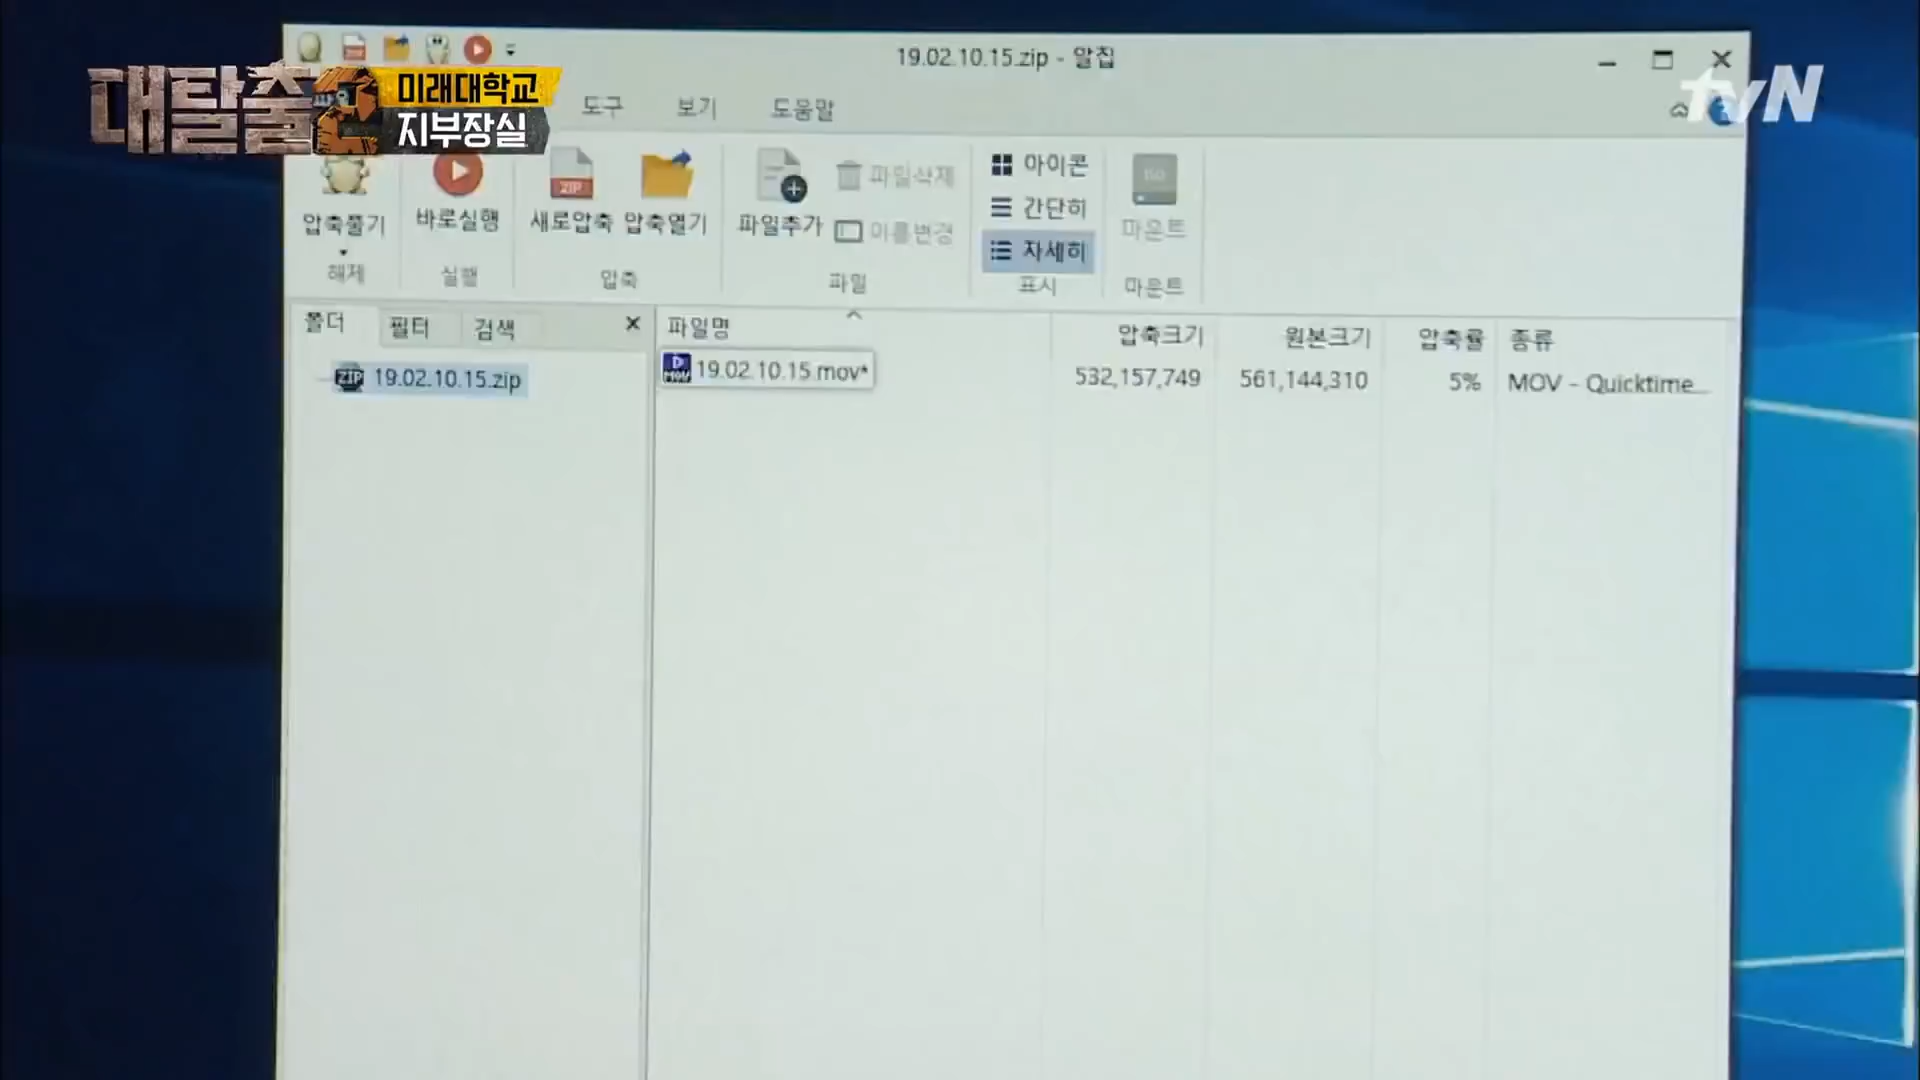 19.02.10.15.zip - 알집
대탈출2
미래대학교
지부장실
tvN
도구 보기 도움말
압축풀기
바로실행
ZIP
새로압축
압축열기
파일추가
파일삭제
이름변경
아이콘
간단히
자세히
마운트
해제 실행 압축 파일 표시 마운트
폴더 필터 검색
파일명 압축크기 원본크기 압축률 종류
ZIP 19.02.10.15.zip
MOV 19.02.10.15.mov* 532,157,749 561,144,310 5% MOV - Quicktime...